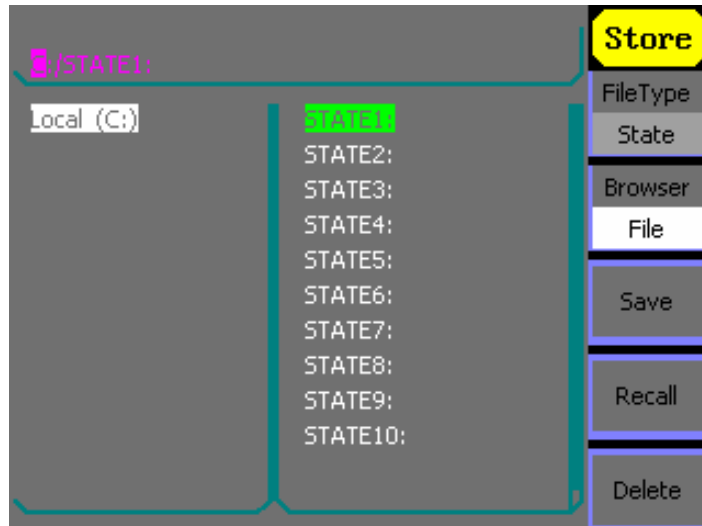 C:/STATE1:
Local (C:)
STATE1:
STATE2:
STATE3:
STATE4:
STATE5:
STATE6:
STATE7:
STATE8:
STATE9:
STATE10:
Store
FileType
State
Browser
File
Save
Recall
Delete